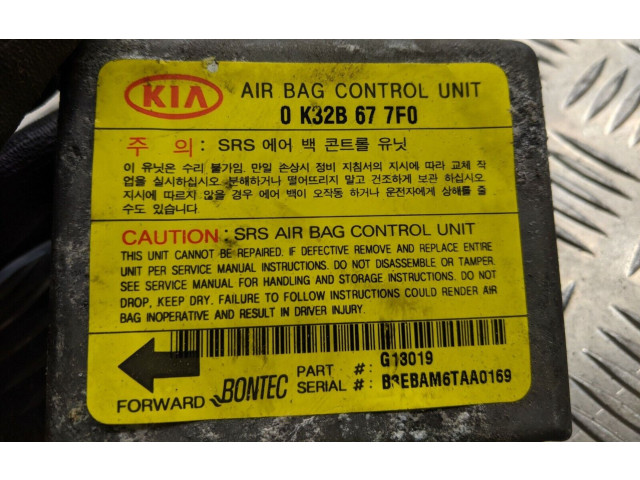 KIA AIR BAG CONTROL UNIT
0 K32B 67 7F0
주 의 : SRS 에어 백 콘트롤 유닛
이 유닛은 수리 불가임. 만일 손상시 정비 지침서의 지시에 따라 교체 작
업을 실시하십시오. 분해하거나 떨어뜨리지 말고 건조하게 보관 하십시오.
지시에 따르지 않을 경우 에어 백이 오작동 하거나 운전자에게 상해를 줄
수도 있습니다.
CAUTION : SRS AIR BAG CONTROL UNIT
THIS UNIT CANNOT BE REPAIRED. IF DEFECTIVE REMOVE AND REPLACE ENTIRE
UNIT PER SERVICE MANUAL INSTRUCTIONS. DO NOT DISASSEMBLE OR TAMPER.
SEE SERVICE MANUAL FOR HANDLING AND STORAGE INSTRUCTIONS. DO NOT
DROP, KEEP DRY. FAILURE TO FOLLOW INSTRUCTIONS COULD RENDER AIR
BAG INOPERATIVE AND RESULT IN DRIVER INJURY.
PART #: G13019
FORWARD BONTEC SERIAL #: B3EBAM6TAA0169